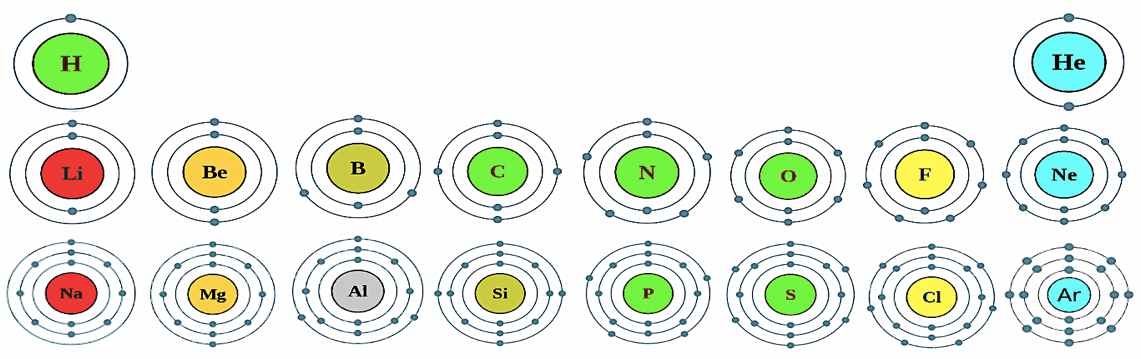 H He
Li Be B C N O F Ne
Na Mg Al Si P S Cl Ar